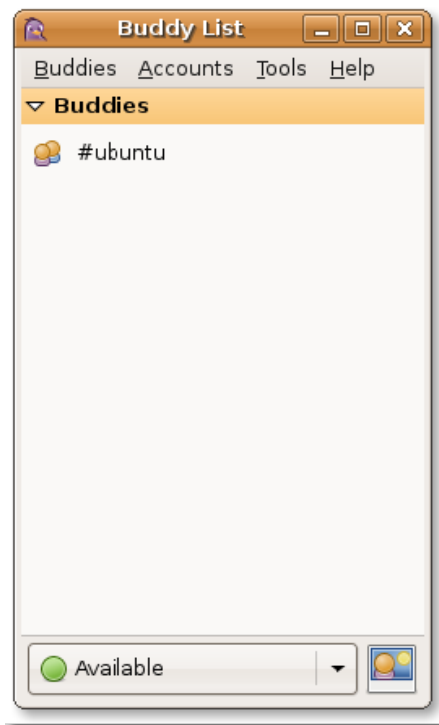 Buddy List
Buddies Accounts Tools Help
Buddies
#ubuntu
Available